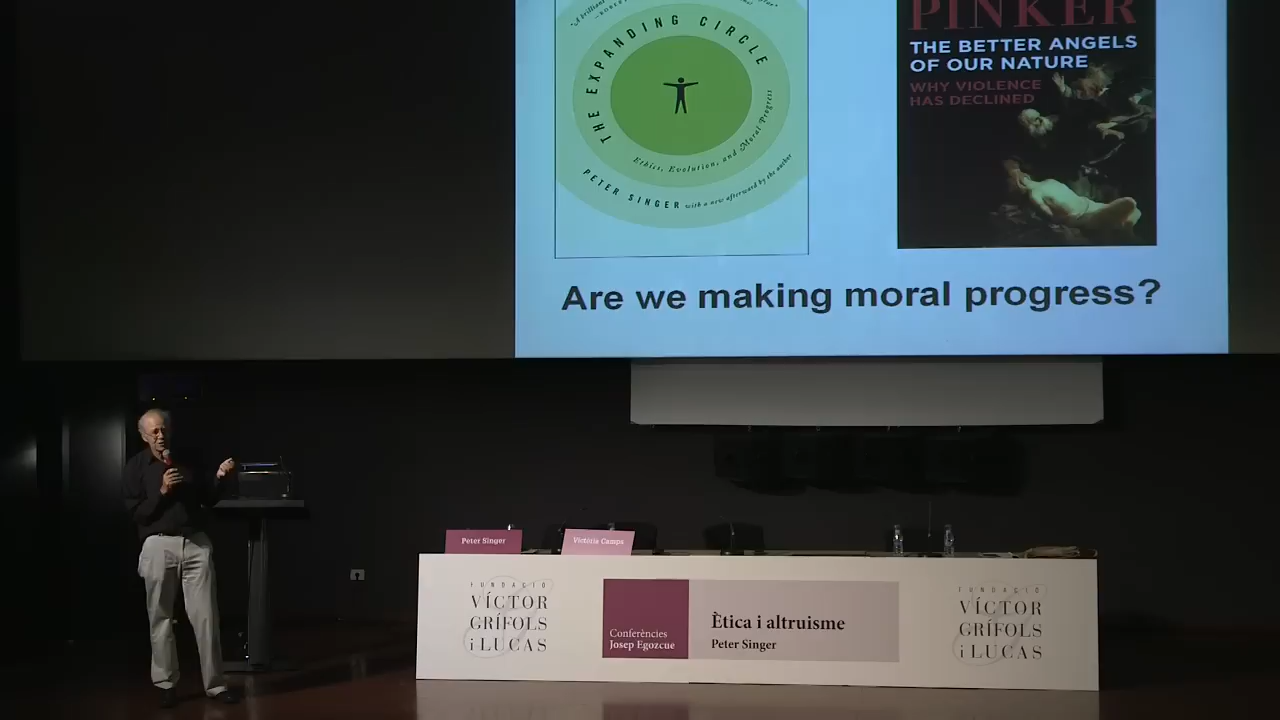 THE EXPANDING CIRCLE
Ethics, Evolution, and Moral Progress
PETER SINGER with a new afterword by the author
PINKER
THE BETTER ANGELS
OF OUR NATURE
WHY VIOLENCE
HAS DECLINED
Are we making moral progress?
Peter Singer
Victòria Camps
FUNDACIÓ
VÍCTOR
GRÍFOLS
i LUCAS
Conferències
Josep Egozcue
Ètica i altruisme
Peter Singer
FUNDACIÓ
VÍCTOR
GRÍFOLS
i LUCAS